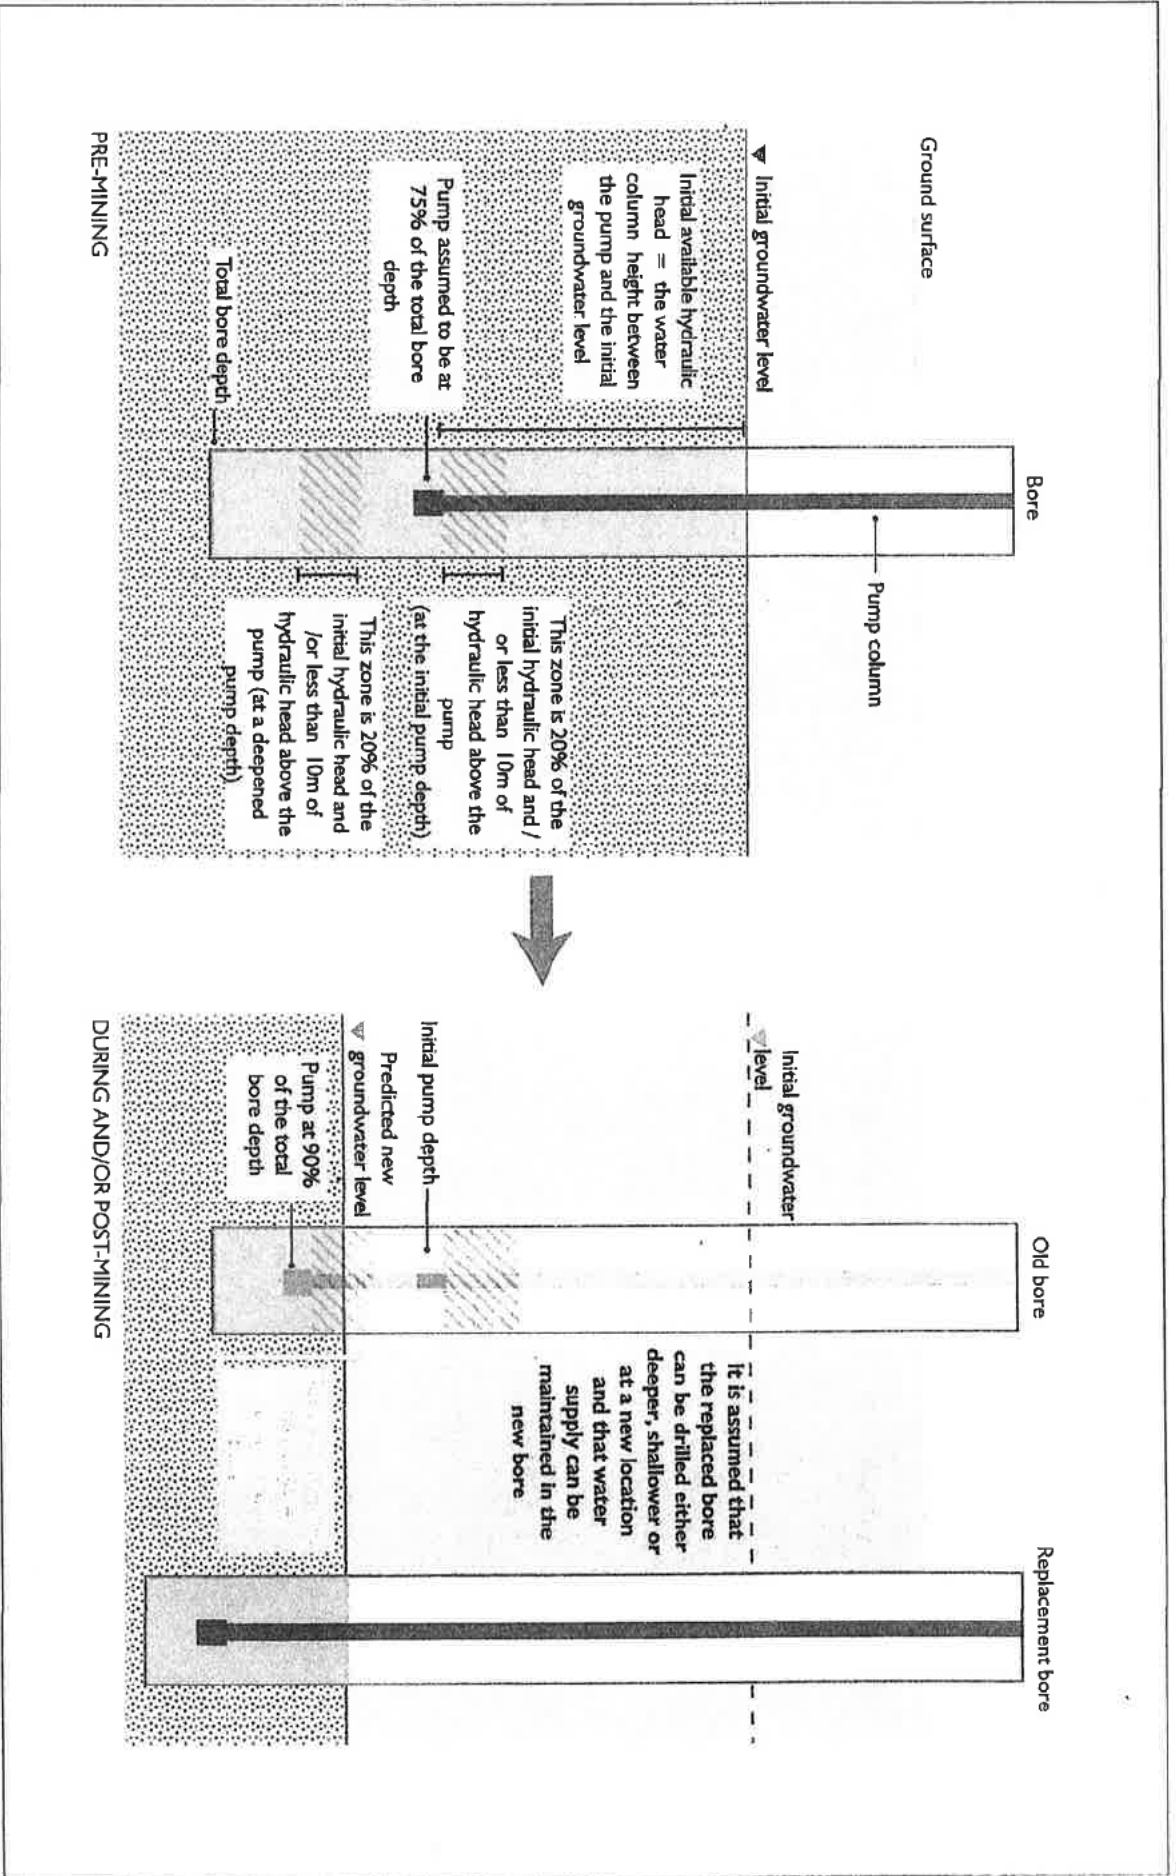 Ground surface
Initial groundwater level
Initial available hydraulic
head = the water
column height between
the pump and the initial
groundwater level
Pump assumed to be at
75% of the total bore
depth
Total bore depth
PRE-MINING
Bore
Pump column
This zone is 20% of the
initial hydraulic head and /
or less than 10m of
hydraulic head above the
pump
(at the initial pump depth)
This zone is 20% of the
initial hydraulic head and
/or less than 10m of
hydraulic head above the
pump (at a deepened
pump depth)
Initial groundwater
level
Initial pump depth
Predicted new
groundwater level
Pump at 90%
of the total
bore depth
DURING AND/OR POST-MINING
Old bore
It is assumed that
the replaced bore
can be drilled either
deeper, shallower or
at a new location
and that water
supply can be
maintained in the
new bore
Replacement bore